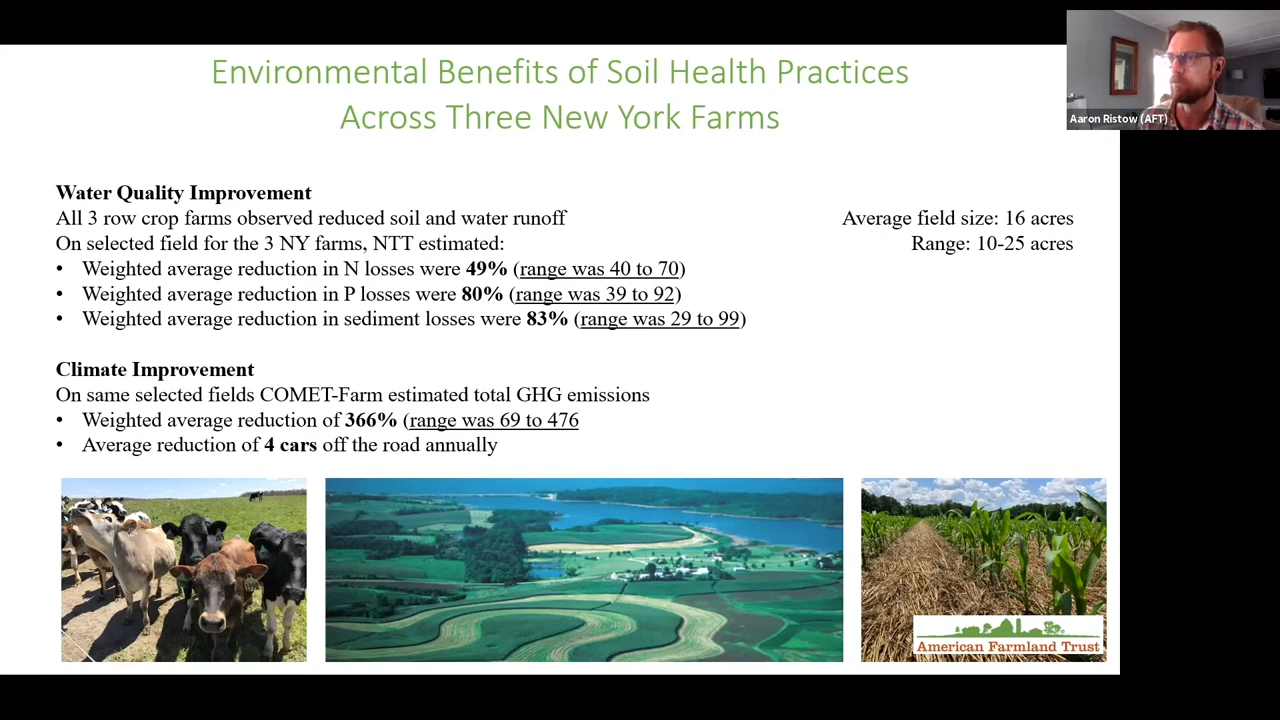 Environmental Benefits of Soil Health Practices
Across Three New York Farms
Aaron Ristow (AFT)
Water Quality Improvement
All 3 row crop farms observed reduced soil and water runoff
On selected field for the 3 NY farms, NTT estimated:
• Weighted average reduction in N losses were 49% (range was 40 to 70)
• Weighted average reduction in P losses were 80% (range was 39 to 92)
• Weighted average reduction in sediment losses were 83% (range was 29 to 99)
Average field size: 16 acres
Range: 10-25 acres
Climate Improvement
On same selected fields COMET-Farm estimated total GHG emissions
• Weighted average reduction of 366% (range was 69 to 476
• Average reduction of 4 cars off the road annually
American Farmland Trust